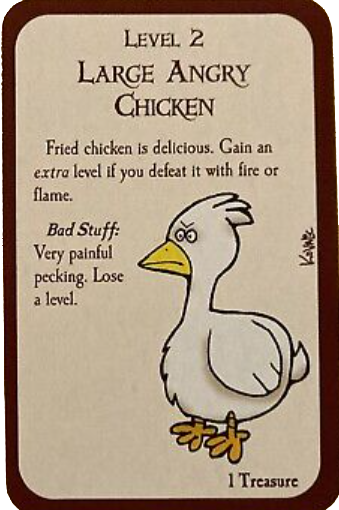 Level 2
Large Angry
Chicken
Fried chicken is delicious. Gain an
extra level if you defeat it with fire or
flame.
Bad Stuff:
Very painful
pecking. Lose
a level.
Kovalic
1 Treasure